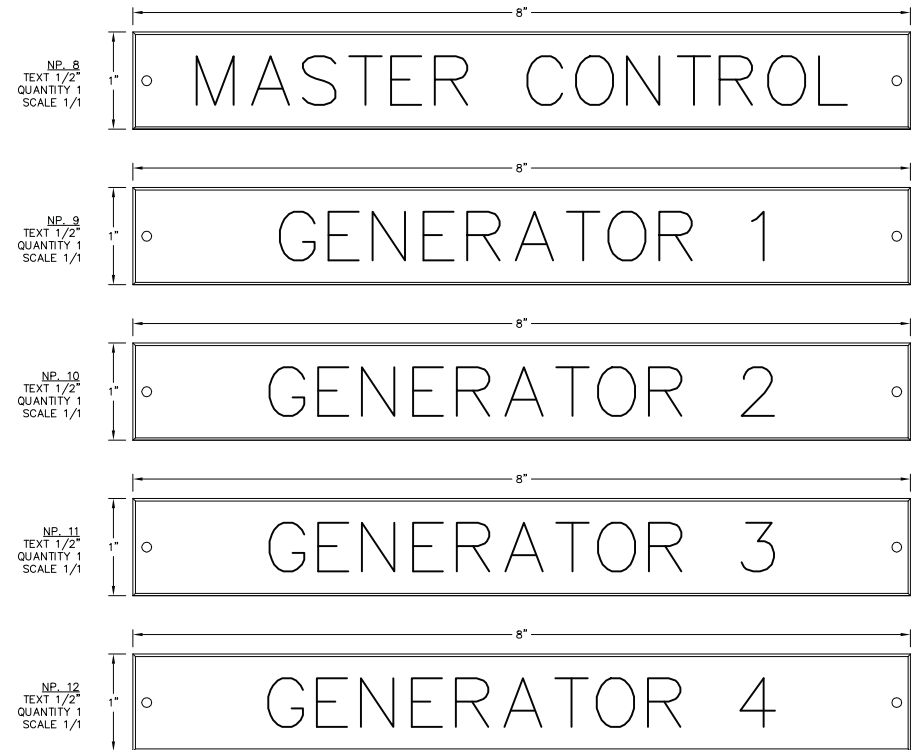 8"
NP. 8
TEXT 1/2"
QUANTITY 1
SCALE 1/1
1"
MASTER CONTROL
8"
NP. 9
TEXT 1/2"
QUANTITY 1
SCALE 1/1
1"
GENERATOR 1
8"
NP. 10
TEXT 1/2"
QUANTITY 1
SCALE 1/1
1"
GENERATOR 2
8"
NP. 11
TEXT 1/2"
QUANTITY 1
SCALE 1/1
1"
GENERATOR 3
8"
NP. 12
TEXT 1/2"
QUANTITY 1
SCALE 1/1
1"
GENERATOR 4